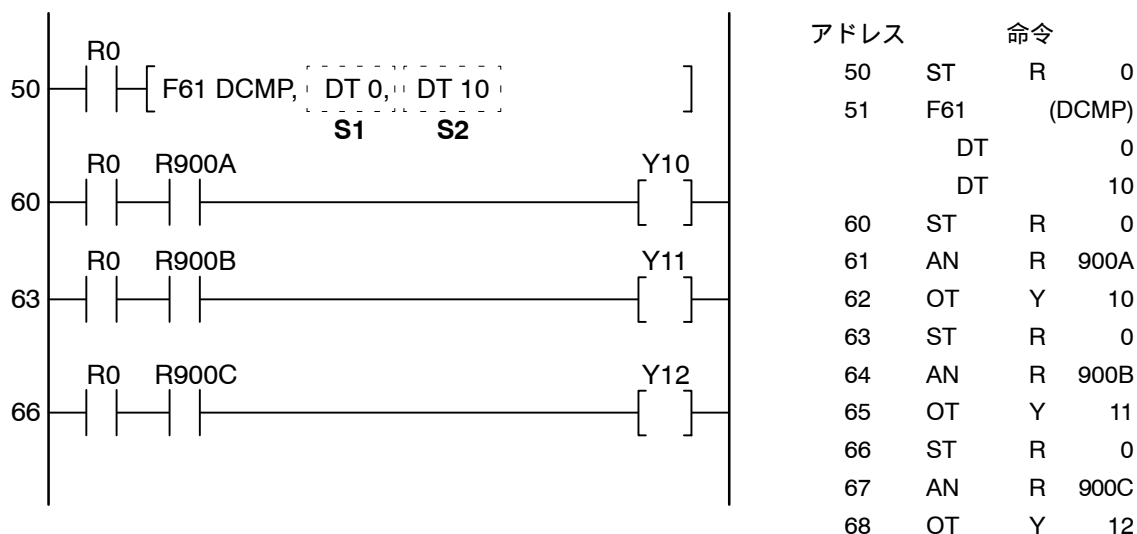 R0
50 F61 DCMP, DT 0, DT 10
S1 S2
R0 R900A Y10
60
R0 R900B Y11
63
R0 R900C Y12
66
アドレス 命令
50 ST R 0
51 F61 (DCMP)
DT 0
DT 10
60 ST R 0
61 AN R 900A
62 OT Y 10
63 ST R 0
64 AN R 900B
65 OT Y 11
66 ST R 0
67 AN R 900C
68 OT Y 12